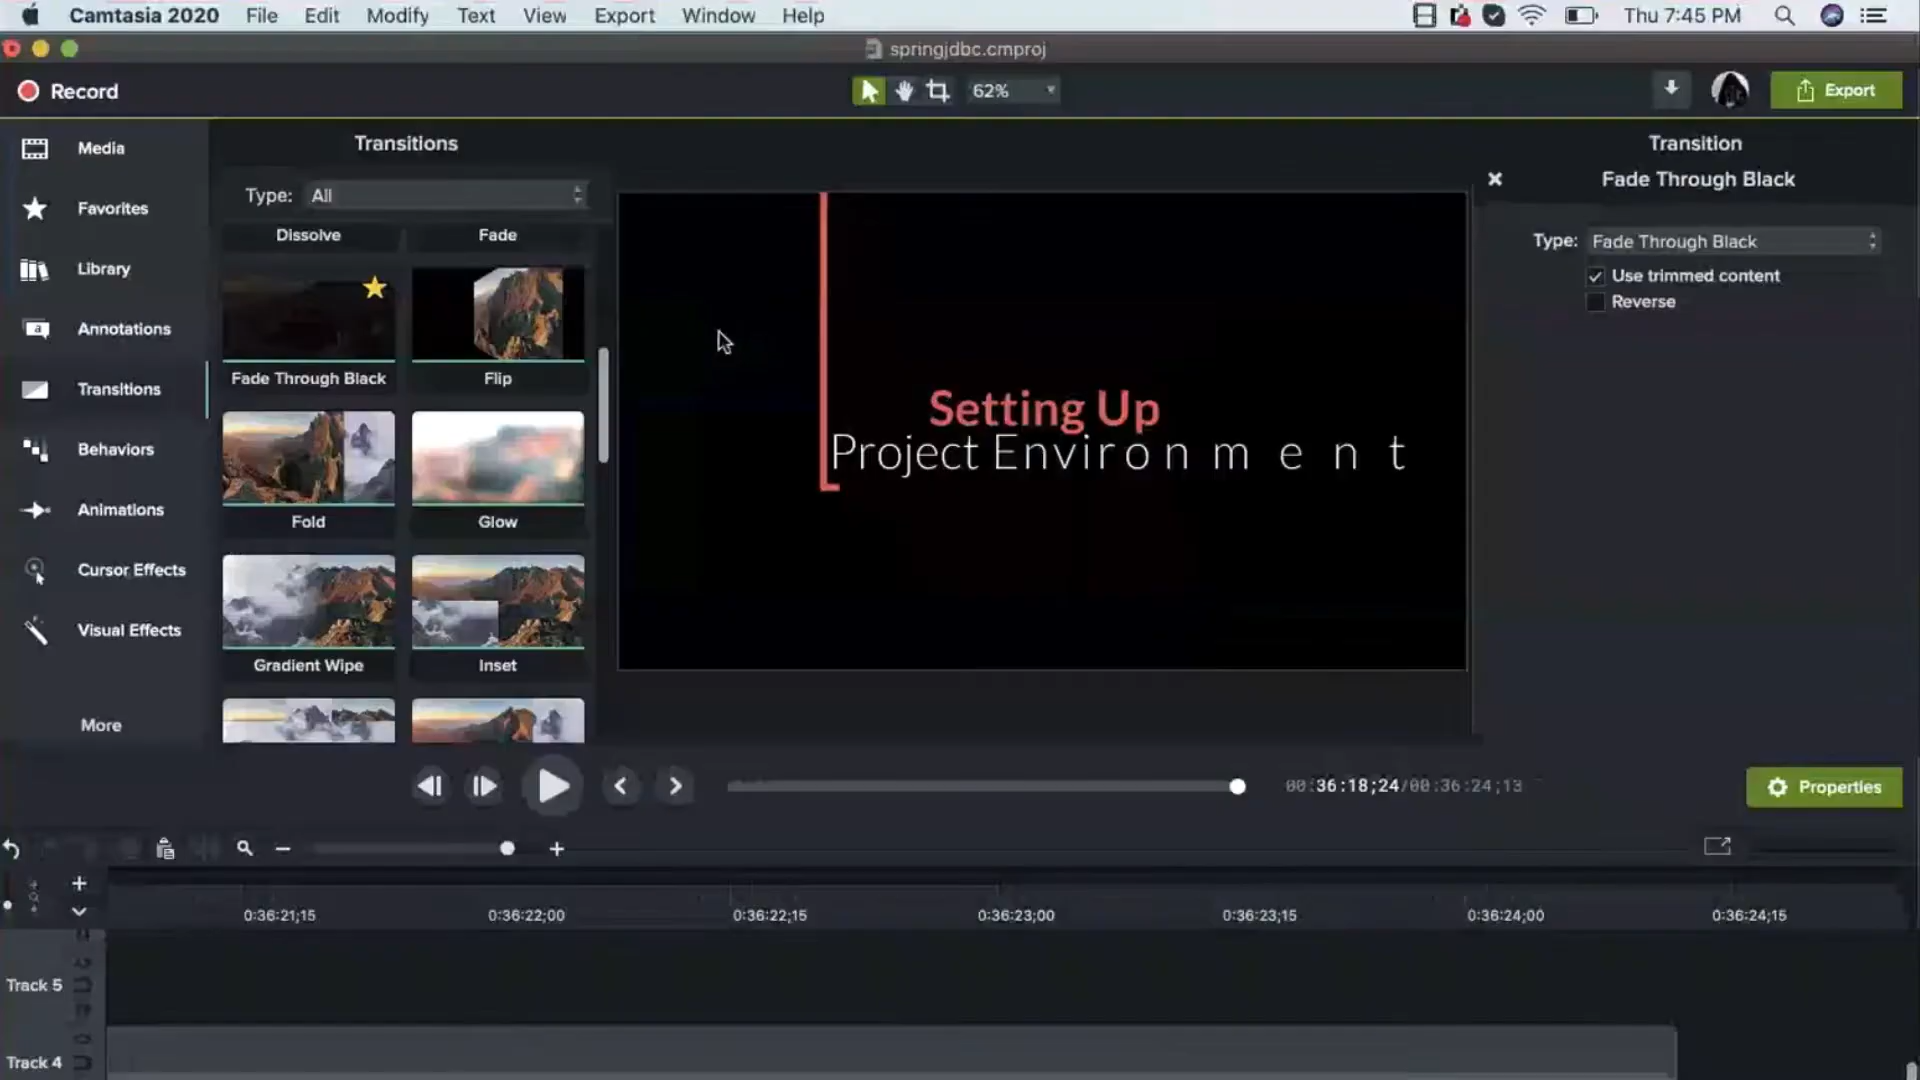 Camtasia 2020 File Edit Modify Text View Export Window Help Thu 7:45 PM
springjdbc.cmproj
Record 62% Export
Media
Favorites
Library
Annotations
Transitions
Behaviors
Animations
Cursor Effects
Visual Effects
More
Transitions
Type: All
Dissolve Fade
Fade Through Black Flip
Fold Glow
Gradient Wipe Inset
Setting Up
Project Environment
Transition
Fade Through Black
Type: Fade Through Black
Use trimmed content
Reverse
00:36:18;24/00:36:24;13
Properties
0:36:21;15 0:36:22;00 0:36:22;15 0:36:23;00 0:36:23;15 0:36:24;00 0:36:24;15
Track 5
Track 4